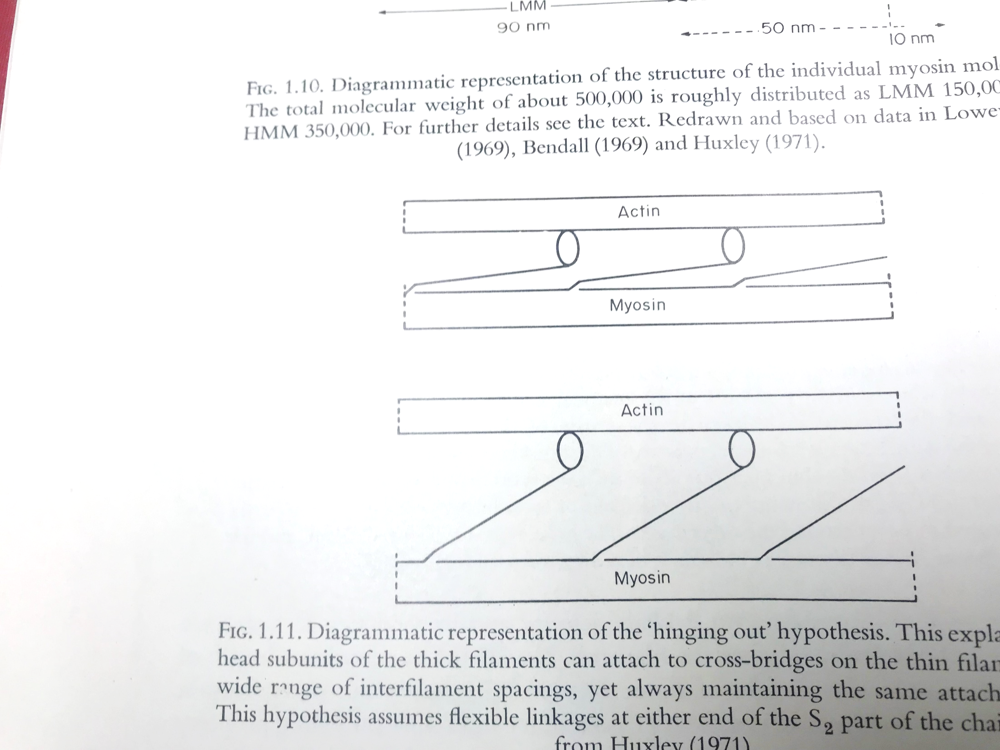 LMM
90 nm
50 nm
10 nm
FIG. 1.10. Diagrammatic representation of the structure of the individual myosin
The total molecular weight of about 500,000 is roughly distributed as LMM
HMM 350,000. For further details see the text. Redrawn and based on data in
(1969), Bendall (1969) and Huxley (1971).
Actin
Myosin
Actin
Myosin
FIG. 1.11. Diagrammatic representation of the ‘hinging out’ hypothesis. This
head subunits of the thick filaments can attach to cross-bridges on the thin
wide range of interfilament spacings, yet always maintaining the same
This hypothesis assumes flexible linkages at either end of the S₂ part of the
from Huxley (1971)